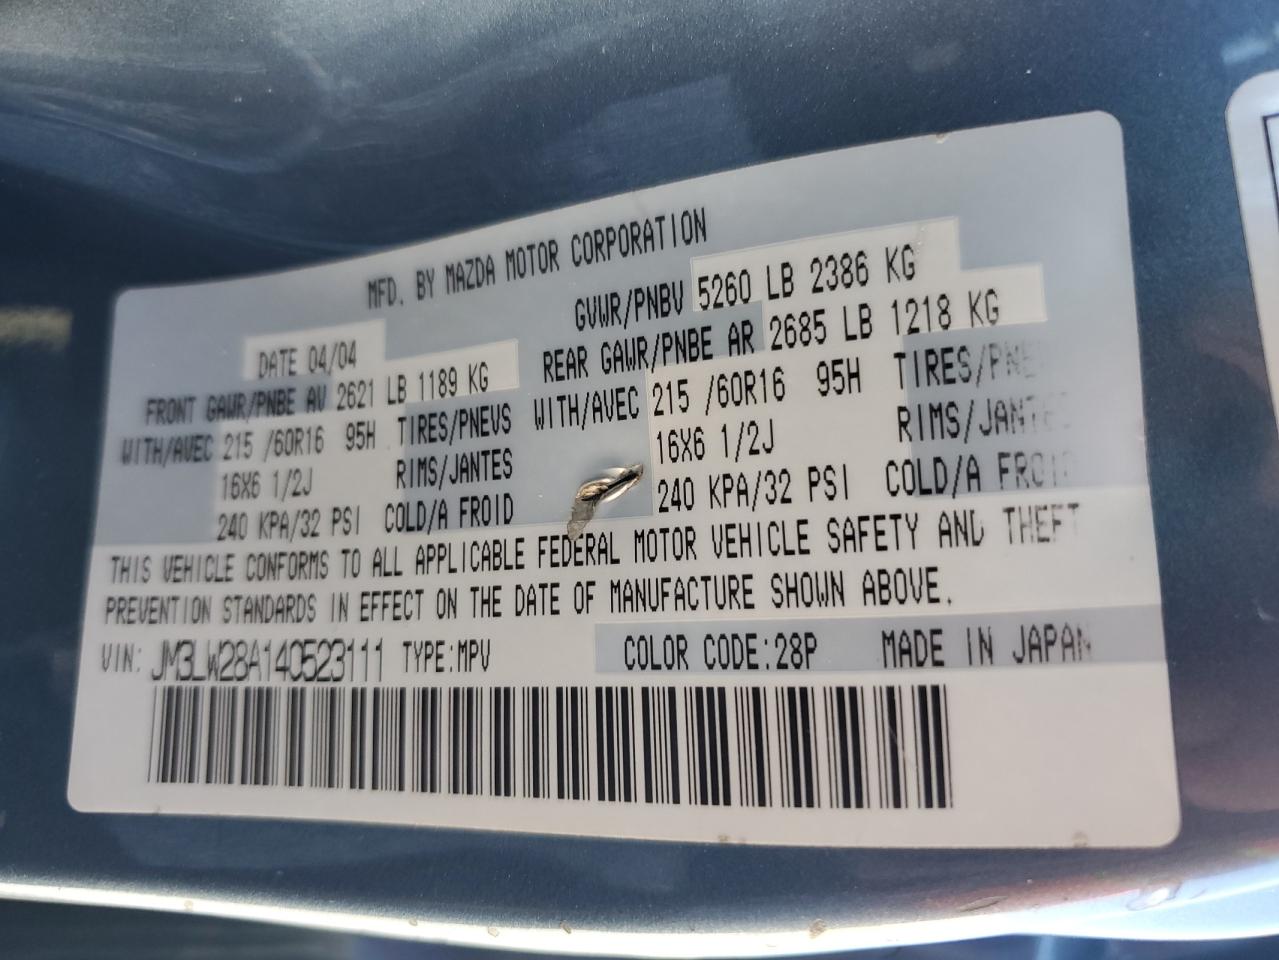 MFD. BY MAZDA MOTOR CORPORATION
DATE 04/04
GVWR/PNBV 5260 LB 2386 KG
FRONT GAWR/PNBE AV 2621 LB 1189 KG
WITH/AVEC 215 /60R16 95H TIRES/PNEUS
16X6 1/2J RIMS/JANTES
240 KPA/32 PSI COLD/A FROID
REAR GAWR/PNBE AR 2685 LB 1218 KG
WITH/AVEC 215 /60R16 95H TIRES/PNE
16X6 1/2J RIMS/JANTES
240 KPA/32 PSI COLD/A FROID
THIS VEHICLE CONFORMS TO ALL APPLICABLE FEDERAL MOTOR VEHICLE SAFETY AND THEFT
PREVENTION STANDARDS IN EFFECT ON THE DATE OF MANUFACTURE SHOWN ABOVE.
VIN: JM3LW28A140523111 TYPE:MPV COLOR CODE:28P MADE IN JAPAN